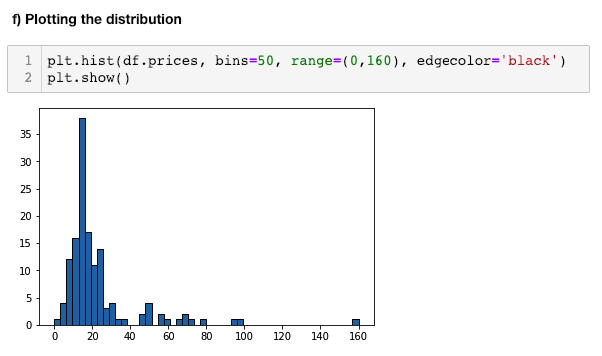 f) Plotting the distribution
1 plt.hist(df.prices, bins=50, range=(0,160), edgecolor='black')
2 plt.show()
35
30
25
20
15
10
5
0
0 20 40 60 80 100 120 140 160